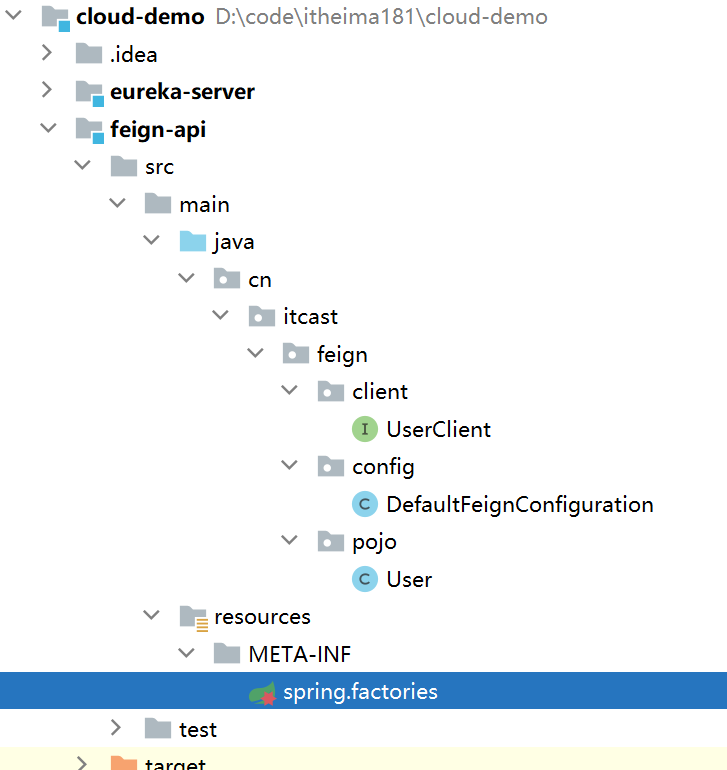 cloud-demo D:\code\itheima181\cloud-demo
.idea
eureka-server
feign-api
src
main
java
cn
itcast
feign
client
I UserClient
config
C DefaultFeignConfiguration
pojo
C User
resources
META-INF
spring.factories
test
target